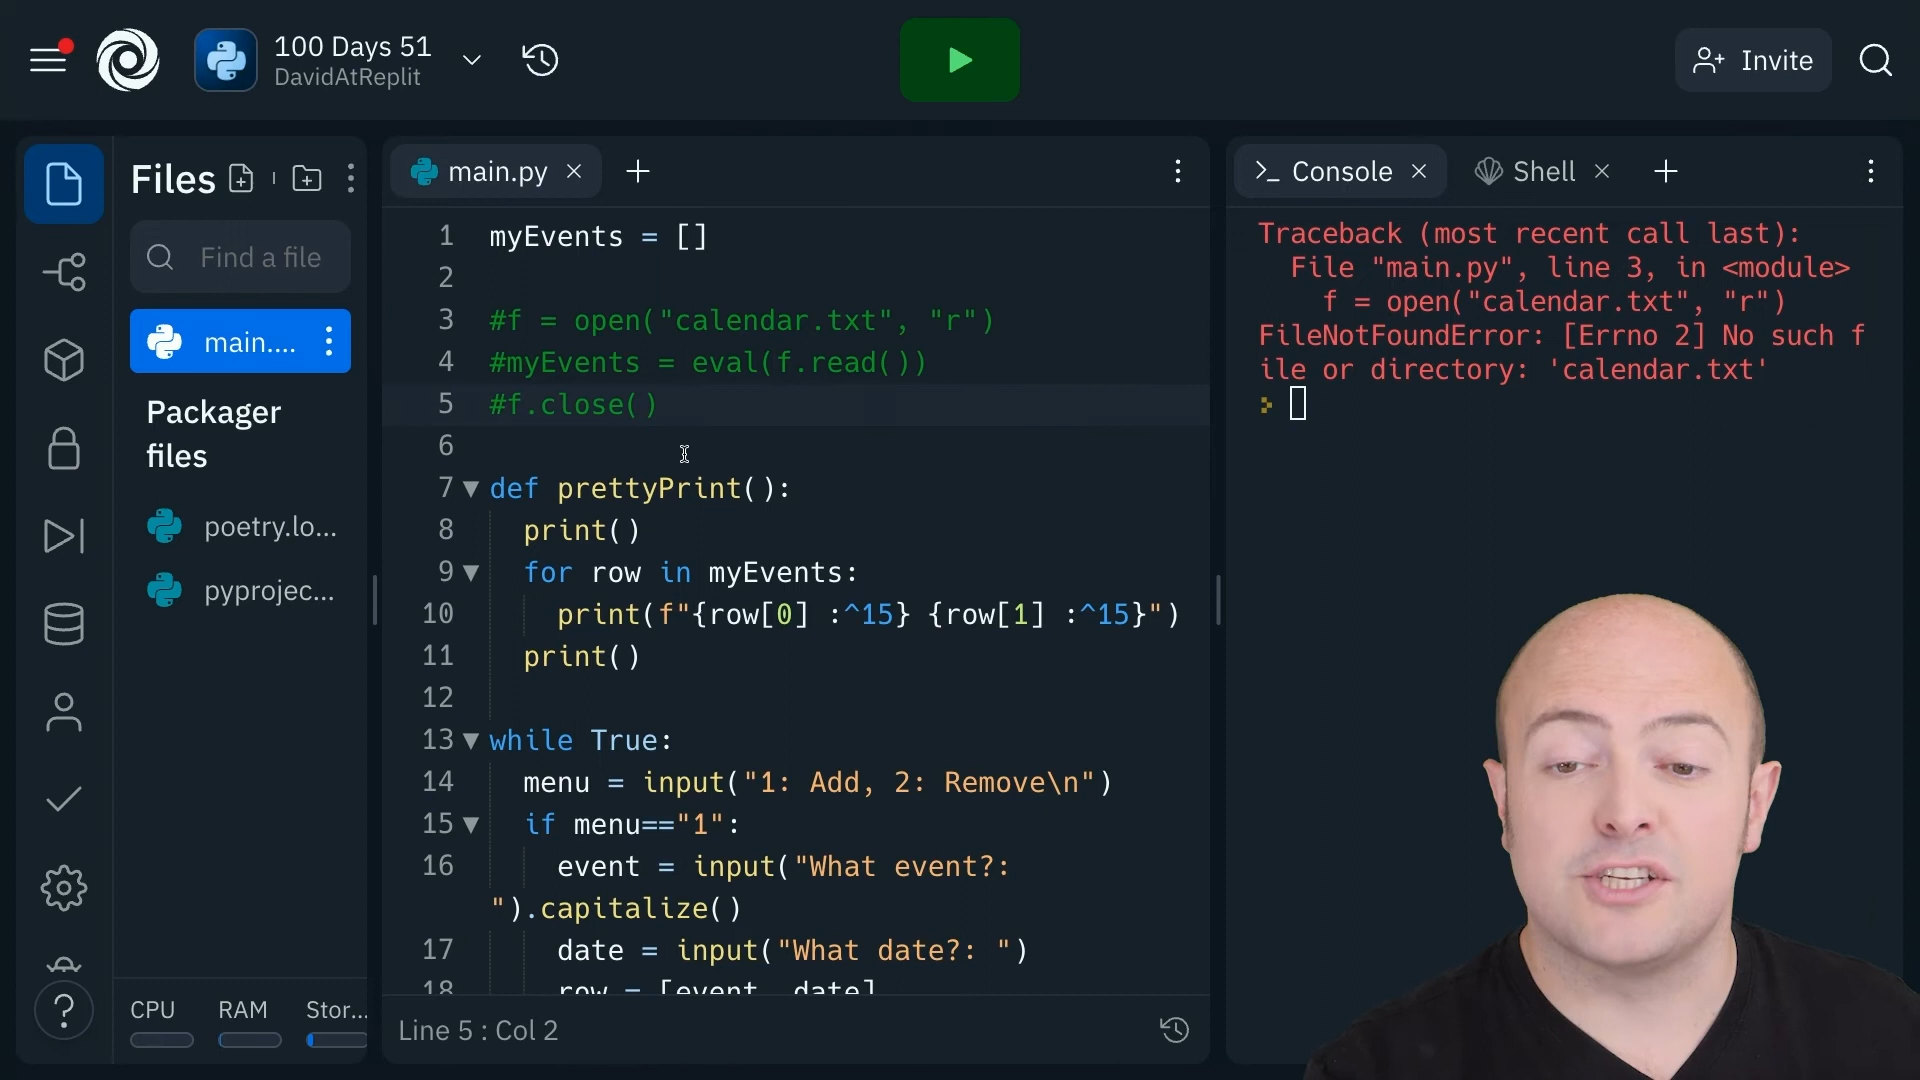 100 Days 51
DavidAtReplit
Invite
Files
Find a file
main....
Packager
files
poetry.lo...
pyprojec...
CPU RAM Stor...
main.py
1 myEvents = []
2
3 #f = open("calendar.txt", "r")
4 #myEvents = eval(f.read())
5 #f.close()
6
7 def prettyPrint():
8 print()
9 for row in myEvents:
10 print(f"{row[0] :^15} {row[1] :^15}")
11 print()
12
13 while True:
14 menu = input("1: Add, 2: Remove\n")
15 if menu=="1":
16 event = input("What event?:
").capitalize()
17 date = input("What date?: ")
18 row = [event, date]
Line 5 : Col 2
Console
Shell
Traceback (most recent call last):
File "main.py", line 3, in <module>
f = open("calendar.txt", "r")
FileNotFoundError: [Errno 2] No such f
ile or directory: 'calendar.txt'